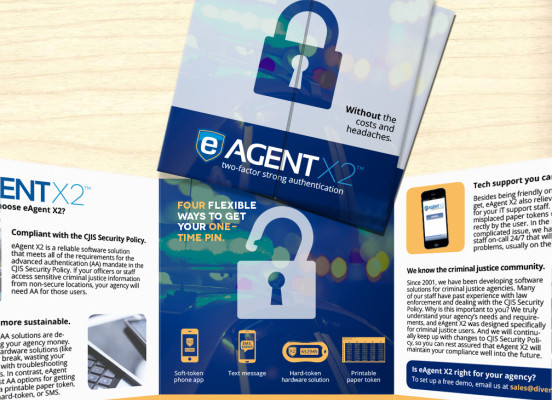 Without the
costs and
headaches.
eAGENT X2™
two-factor strong authentication
ENT X2™
hoose eAgent X2?
Compliant with the CJIS Security Policy.
eAgent X2 is a reliable software solution
that meets all of the requirements for the
advanced authentication (AA) mandate in the
CJIS Security Policy. If your officers or staff
access sensitive criminal justice information
from non-secure locations, your agency will
need AA for those users.
more sustainable.
AA solutions are de-
ng your agency money.
ardware solutions (like
break, wasting your
with troubleshooting
s. In contrast, eAgent
st AA options for getting
a printable paper token,
hard-token, or SMS.
FOUR FLEXIBLE
WAYS TO GET
YOUR ONE-
TIME PIN.
Soft-token
phone app
Text message
Hard-token
hardware solution
Printable
paper token
Tech support you ca
Besides being friendly or
get, eAgent X2 also reliev
for your IT support staff.
misplaced paper tokens
rectly by the user. In the
complicated issue, we ha
staff on-call 24/7 that will
problems, usually on the
We know the criminal justice community.
Since 2001, we have been developing software
solutions for criminal justice agencies. Many
of our staff have past experience with law
enforcement and dealing with the CJIS Security
Policy. Why is this important to you? We truly
understand your agency's needs and require-
ments, and eAgent X2 was designed specifically
for criminal justice users. And we will continu-
ally keep up with changes to CJIS Security Poli-
cy, so you can rest assured that eAgent X2 will
maintain your compliance well into the future.
Is eAgent X2 right for your agency?
To set up a free demo, email us at sales@diver